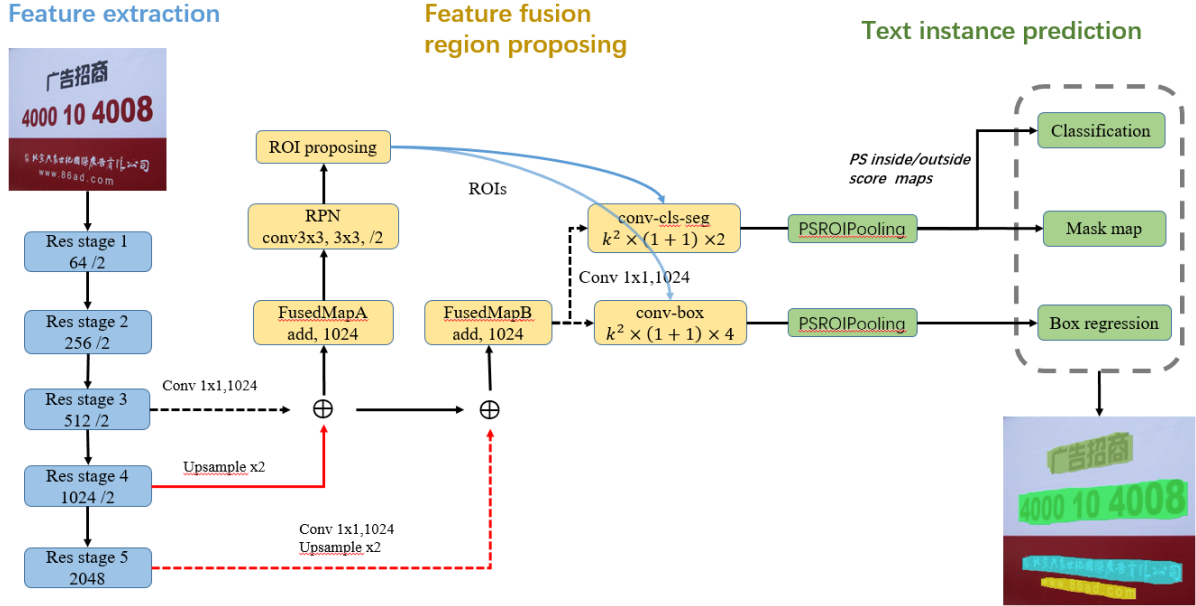 Feature extraction
Feature fusion
region proposing
Text instance prediction
广告招商
4000 10 4008
www.86ad.com
Res stage 1
64 /2
Res stage 2
256 /2
Res stage 3
512 /2
Res stage 4
1024 /2
Res stage 5
2048
Conv 1x1,1024
Upsample x2
Conv 1x1,1024
Upsample x2
ROI proposing
RPN
conv3x3, 3x3, /2
FusedMapA
add, 1024
FusedMapB
add, 1024
ROIs
conv-cls-seg
k² × (1 + 1) × 2
Conv 1x1,1024
conv-box
k² × (1 + 1) × 4
PSROIPooling
PSROIPooling
PS inside/outside
score maps
Classification
Mask map
Box regression
广告招商
4000 10 4008
www.86ad.com